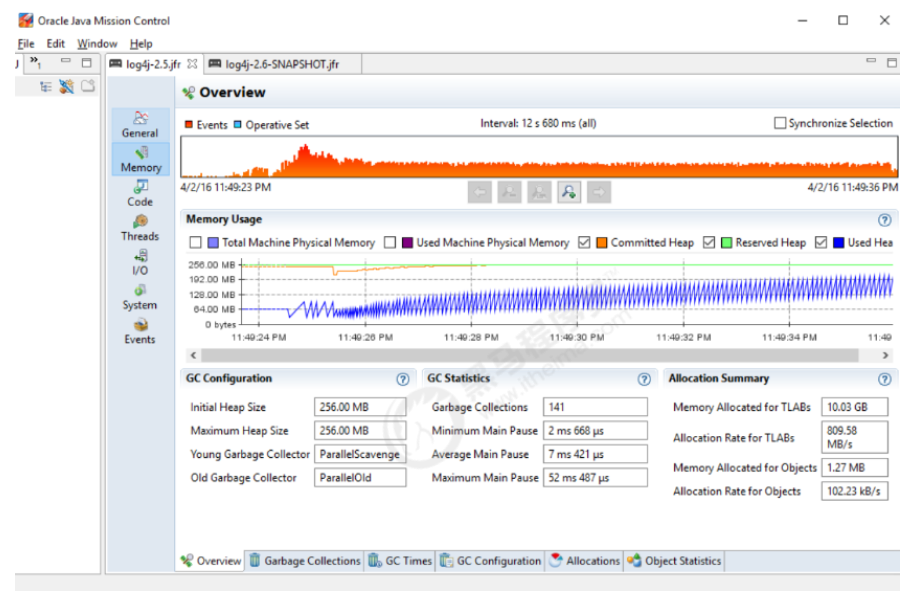 Oracle Java Mission Control
File Edit Window Help
log4j-2.5.jfr log4j-2.6-SNAPSHOT.jfr
Overview
Events Operative Set Interval: 12 s 680 ms (all) Synchronize Selection
4/2/16 11:49:23 PM 4/2/16 11:49:36 PM
General
Memory
Code
Threads
I/O
System
Events
Memory Usage
Total Machine Physical Memory Used Machine Physical Memory Committed Heap Reserved Heap Used Hea
256.00 MB
192.00 MB
128.00 MB
64.00 MB
0 bytes
11:49:24 PM 11:49:26 PM 11:49:28 PM 11:49:30 PM 11:49:32 PM 11:49:34 PM 11:49
GC Configuration
Initial Heap Size 256.00 MB
Maximum Heap Size 256.00 MB
Young Garbage Collector ParallelScavenge
Old Garbage Collector ParallelOld
GC Statistics
Garbage Collections 141
Minimum Main Pause 2 ms 668 µs
Average Main Pause 7 ms 421 µs
Maximum Main Pause 52 ms 487 µs
Allocation Summary
Memory Allocated for TLABs 10.03 GB
Allocation Rate for TLABs 809.58
MB/s
Memory Allocated for Objects 1.27 MB
Allocation Rate for Objects 102.23 kB/s
黑马程序员
www.itheima.com
Overview Garbage Collections GC Times GC Configuration Allocations Object Statistics